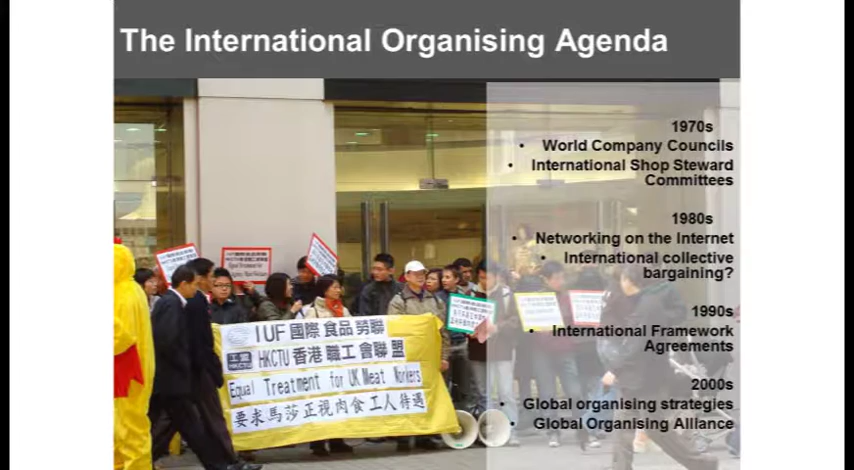 The International Organising Agenda
1970s
• World Company Councils
• International Shop Steward
Committees
1980s
• Networking on the Internet
• International collective
bargaining?
1990s
• International Framework
Agreements
2000s
• Global organising strategies
• Global Organising Alliance
IUF 國際食品勞聯
HKCTU 香港職工會聯盟
HKCTU
Equal Treatment for UK Meat Workers
要求馬莎正視肉食工人待遇